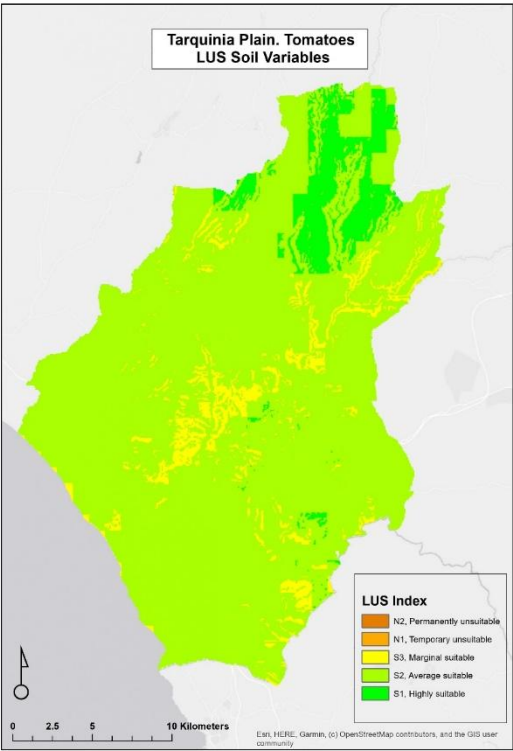 Tarquinia Plain. Tomatoes
LUS Soil Variables
LUS Index
N2, Permanently unsuitable
N1, Temporary unsuitable
S3, Marginal suitable
S2, Average suitable
S1, Highly suitable
0 2.5 5 10 Kilometers
Esri, HERE, Garmin, (c) OpenStreetMap contributors, and the GIS user
community